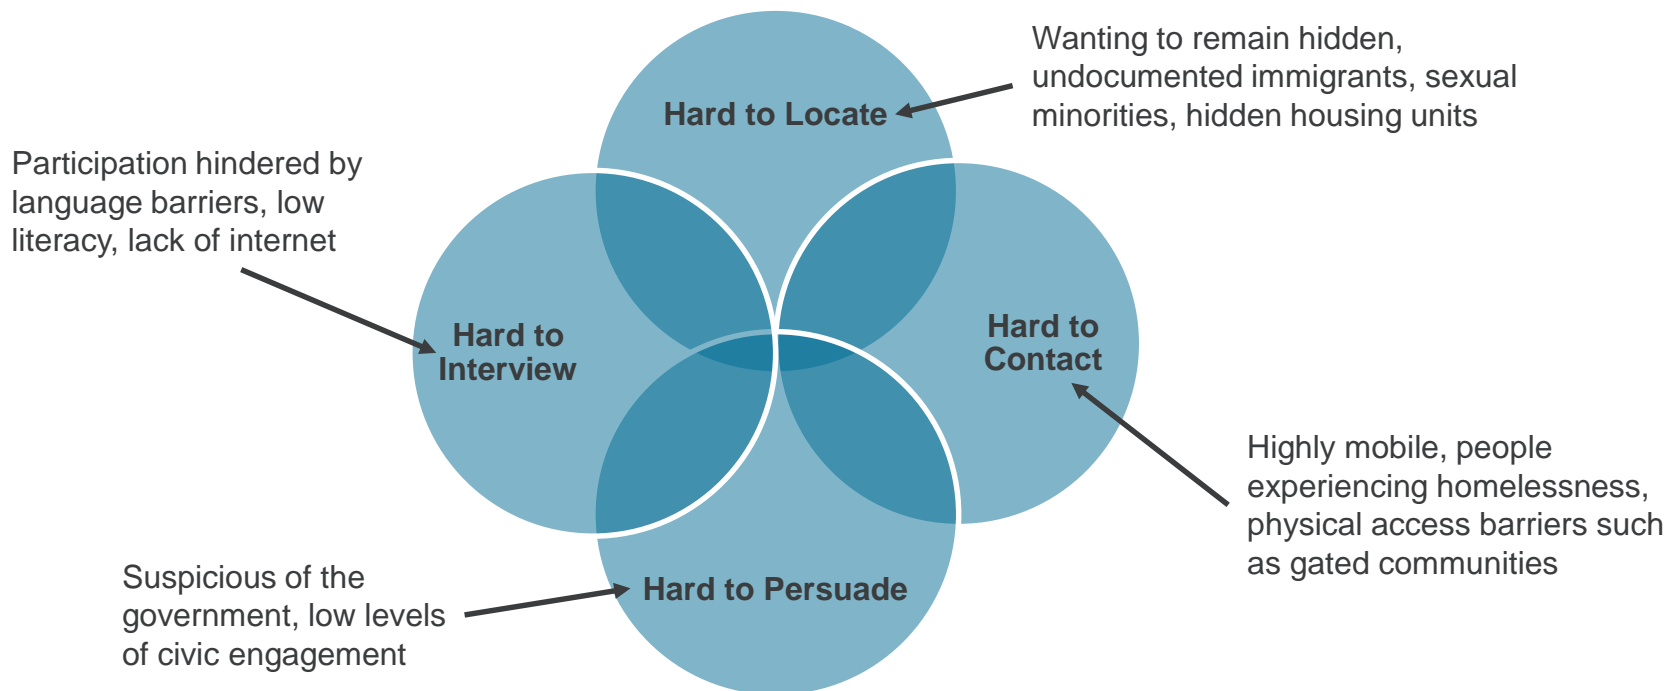 Wanting to remain hidden,
undocumented immigrants, sexual
minorities, hidden housing units
Hard to Locate
Participation hindered by
language barriers, low
literacy, lack of internet
Hard to
Interview
Hard to
Contact
Highly mobile, people
experiencing homelessness,
physical access barriers such
as gated communities
Suspicious of the
government, low levels
of civic engagement
Hard to Persuade